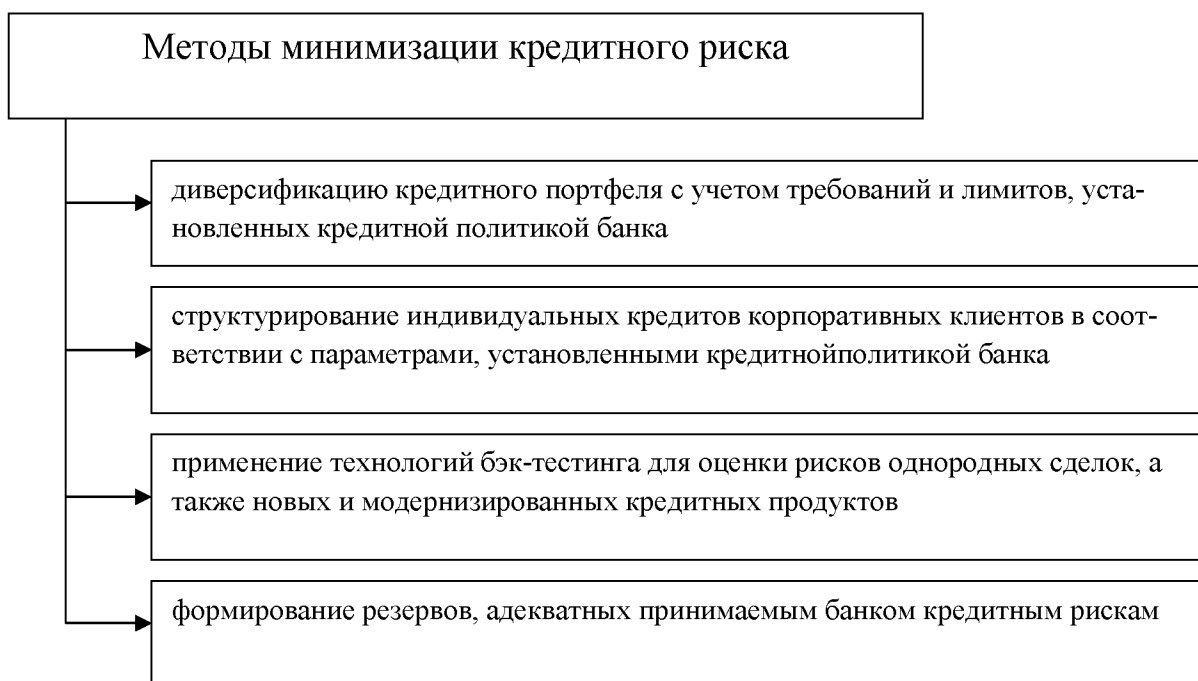 Методы минимизации кредитного риска
диверсификацию кредитного портфеля с учетом требований и лимитов, уста-
новленных кредитной политикой банка
структурирование индивидуальных кредитов корпоративных клиентов в соот-
ветствии с параметрами, установленными кредитнойполитикой банка
применение технологий бэк-тестинга для оценки рисков однородных сделок, а
также новых и модернизированных кредитных продуктов
формирование резервов, адекватных принимаемым банком кредитным рискам